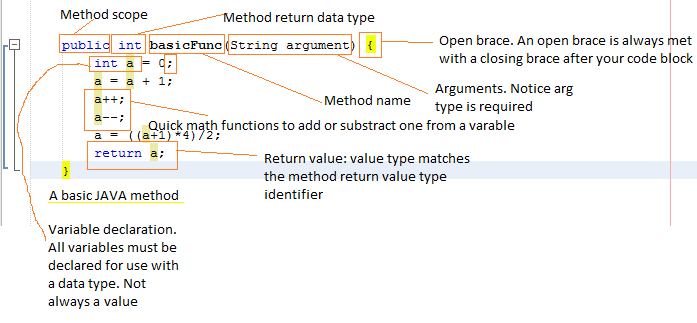 Method scope
Method return data type
public int basicFunc(String argument) {
int a = 0;
a = a + 1;
a++;
a--;
a = ((a+1)*4)/2;
return a;
}
Open brace. An open brace is always met
with a closing brace after your code block
Arguments. Notice arg
type is required
Method name
Quick math functions to add or substract one from a varable
Return value: value type matches
the method return value type
identifier
A basic JAVA method
Variable declaration.
All variables must be
declared for use with
a data type. Not
always a value